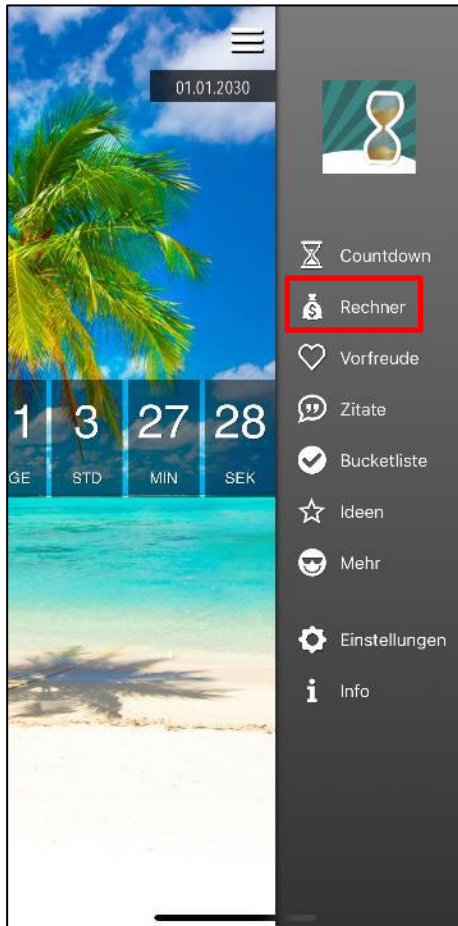 01.01.2030
Countdown
Rechner
Vorfreude
1 3 27 28
GE STD MIN SEK
Zitate
Bucketliste
Ideen
Mehr
Einstellungen
Info